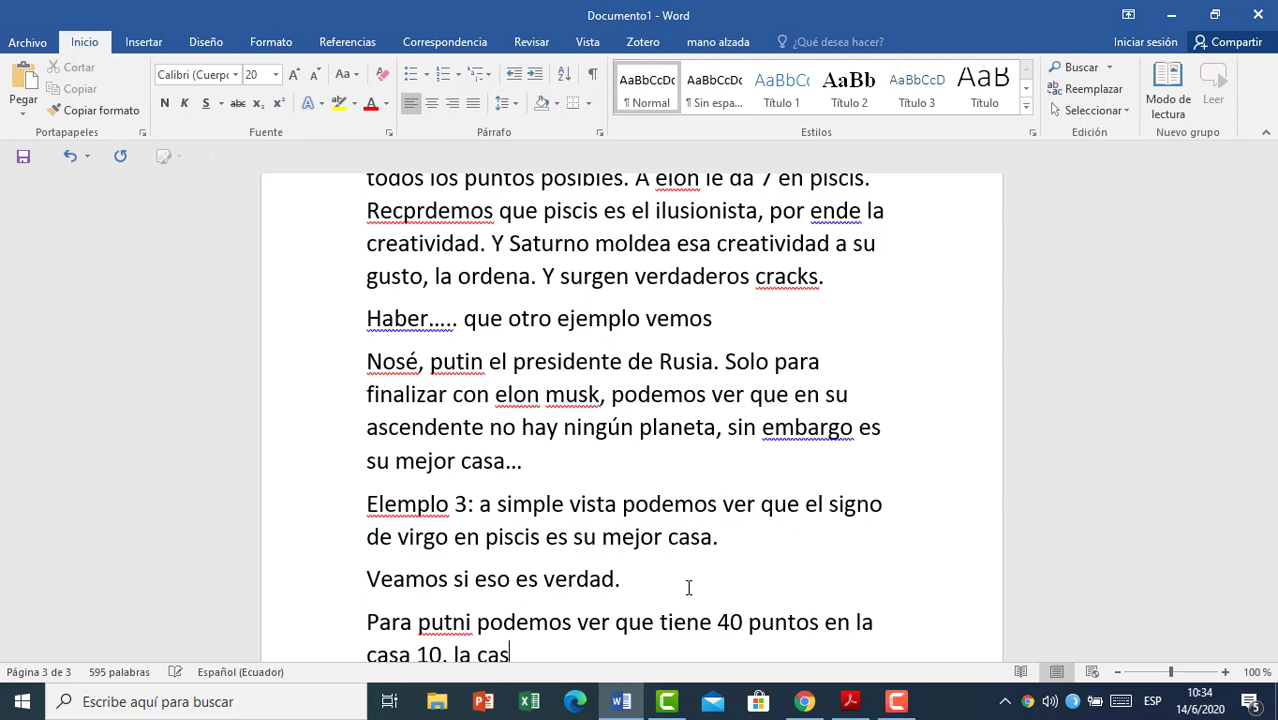 Documento1 - Word
Archivo Inicio Insertar Diseño Formato Referencias Correspondencia Revisar Vista Zotero mano alzada ¿Qué desea hacer? Iniciar sesión Compartir
Pegar
Cortar
Copiar
Copiar formato
Portapapeles
Calibri (Cuerpo 20 A A Aa
N K S abc x₂ x² A A
Fuente
Párrafo
AaBbCcDc AaBbCcDc AaBbCc AaBb AaBbCcD AaB
¶ Normal ¶ Sin espa... Título 1 Título 2 Título 3 Título
Estilos
Buscar
Reemplazar
Seleccionar
Edición
Modo de lectura
Leer
Nuevo grupo
todos los puntos posibles. A elon le da 7 en piscis.
Recprdemos que piscis es el ilusionista, por ende la
creatividad. Y Saturno moldea esa creatividad a su
gusto, la ordena. Y surgen verdaderos cracks.
Haber….. que otro ejemplo vemos
Nosé, putin el presidente de Rusia. Solo para
finalizar con elon musk, podemos ver que en su
ascendente no hay ningún planeta, sin embargo es
su mejor casa…
Elemplo 3: a simple vista podemos ver que el signo
de virgo en piscis es su mejor casa.
Veamos si eso es verdad.
Para putni podemos ver que tiene 40 puntos en la
casa 10, la cas
Página 3 de 3 595 palabras Español (Ecuador) 100 %
Escribe aquí para buscar ESP 10:34
14/6/2020 5